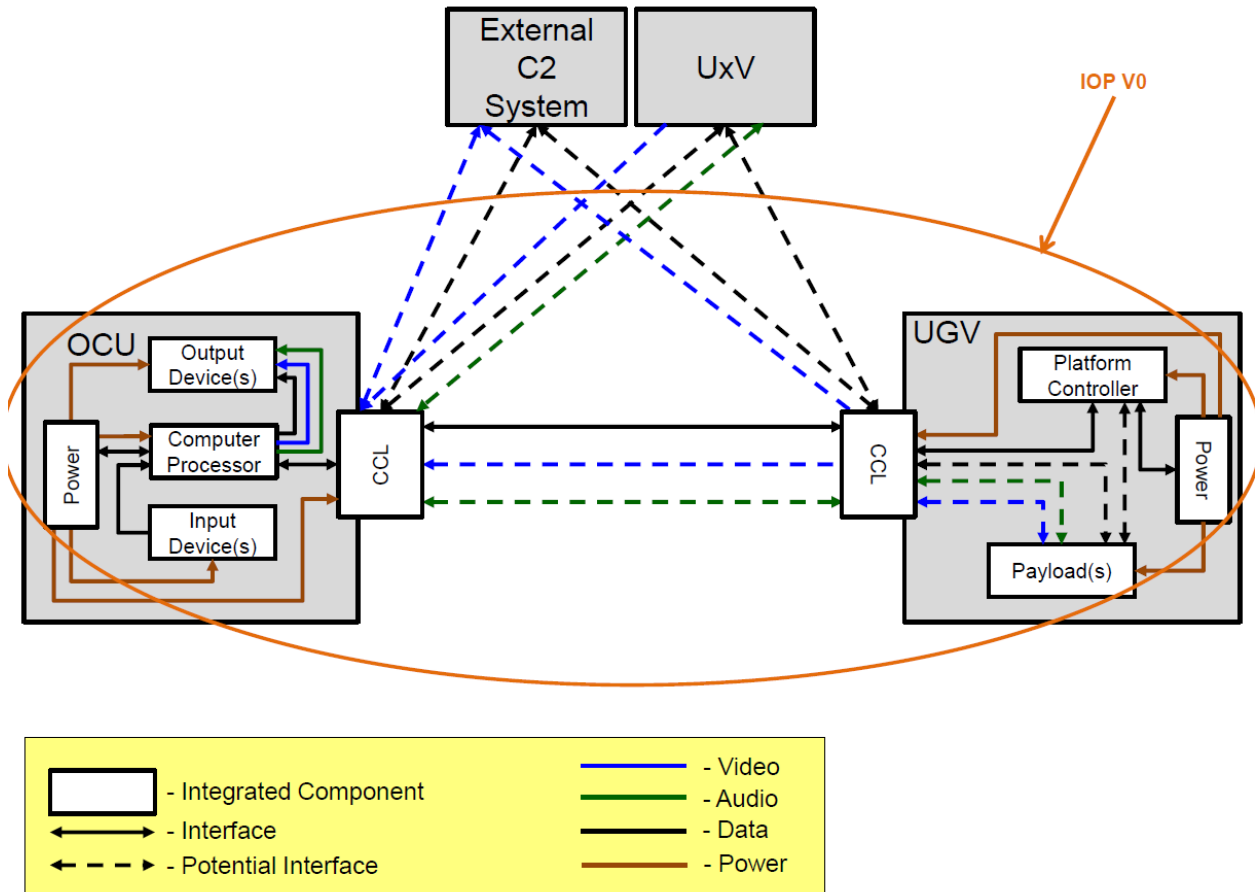 External
C2
System
UxV
IOP V0
OCU
Output
Device(s)
Computer
Processor
Power
Input
Device(s)
CCL
CCL
UGV
Platform
Controller
Power
Payload(s)
- Integrated Component
- Interface
- Potential Interface
- Video
- Audio
- Data
- Power